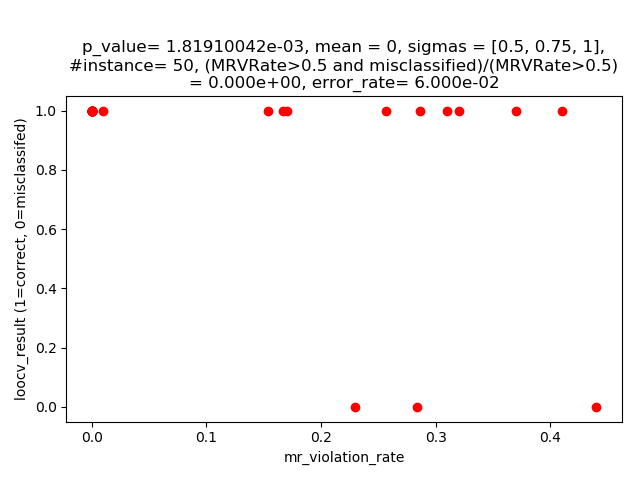 p_value= 1.81910042e-03, mean = 0, sigmas = [0.5, 0.75, 1],
#instance= 50, (MRVRate>0.5 and misclassified)/(MRVRate>0.5)
= 0.000e+00, error_rate= 6.000e-02
1.0
0.8
0.6
0.4
0.2
0.0
loocv_result (1=correct, 0=misclassifed)
0.0 0.1 0.2 0.3 0.4
mr_violation_rate